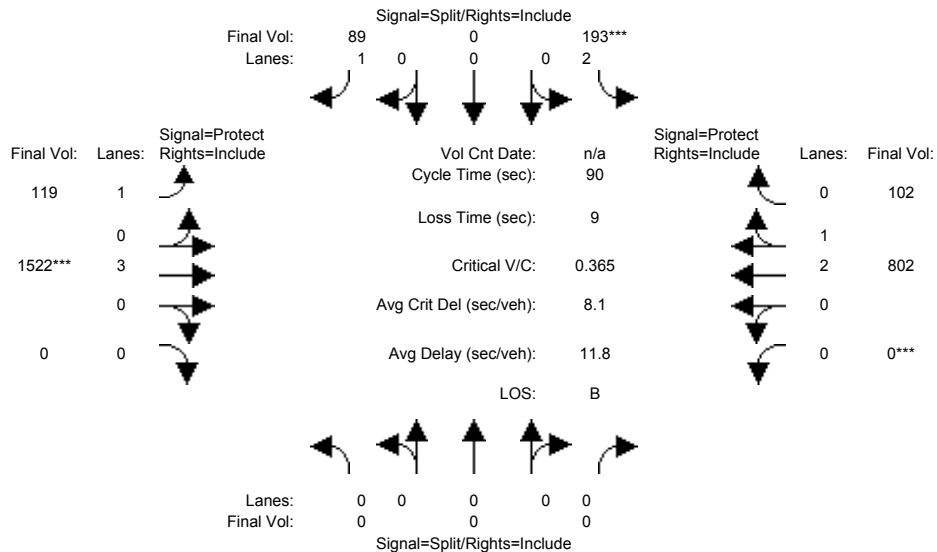 Signal=Split/Rights=Include
Final Vol: 89 0 193***
Lanes: 1 0 0 0 2
Signal=Protect Signal=Protect
Final Vol: Lanes: Rights=Include Vol Cnt Date: n/a Rights=Include Lanes: Final Vol:
Cycle Time (sec): 90
119 1 0 102
Loss Time (sec): 9
0 1
1522*** 3 Critical V/C: 0.365 2 802
0 Avg Crit Del (sec/veh): 8.1 0
0 0 Avg Delay (sec/veh): 11.8 0 0***
LOS: B
Lanes: 0 0 0 0 0
Final Vol: 0 0 0
Signal=Split/Rights=Include